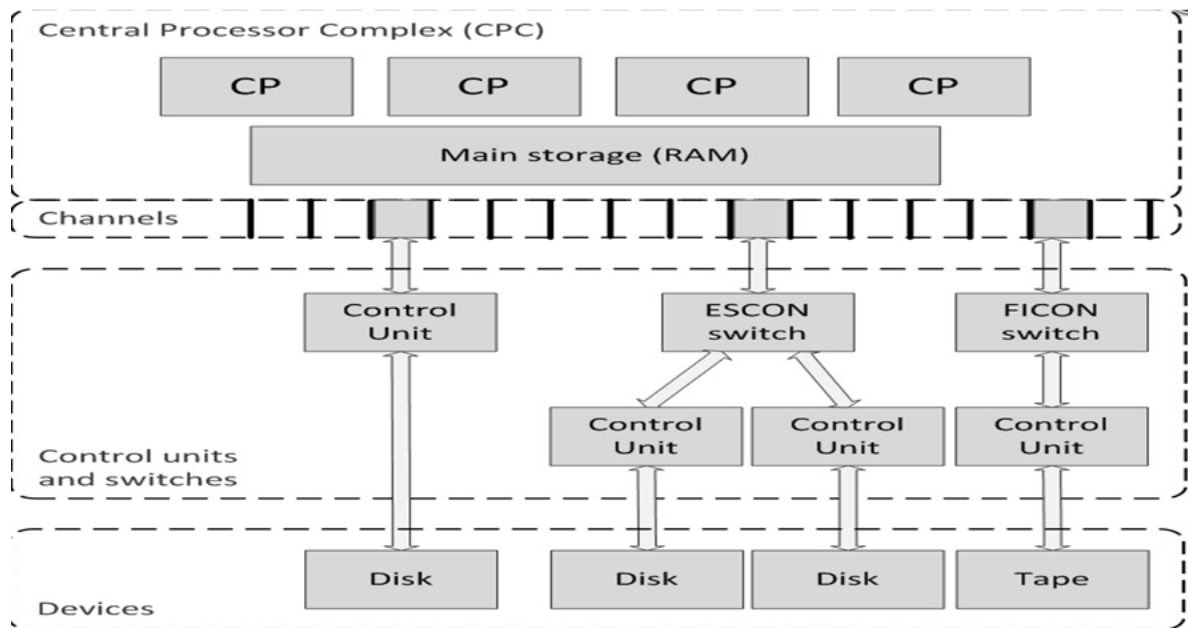 Central Processor Complex (CPC)
CP
CP
CP
CP
Main storage (RAM)
Channels
Control
Unit
ESCON
switch
FICON
switch
Control
Unit
Control
Unit
Control
Unit
Control units
and switches
Disk
Disk
Disk
Tape
Devices